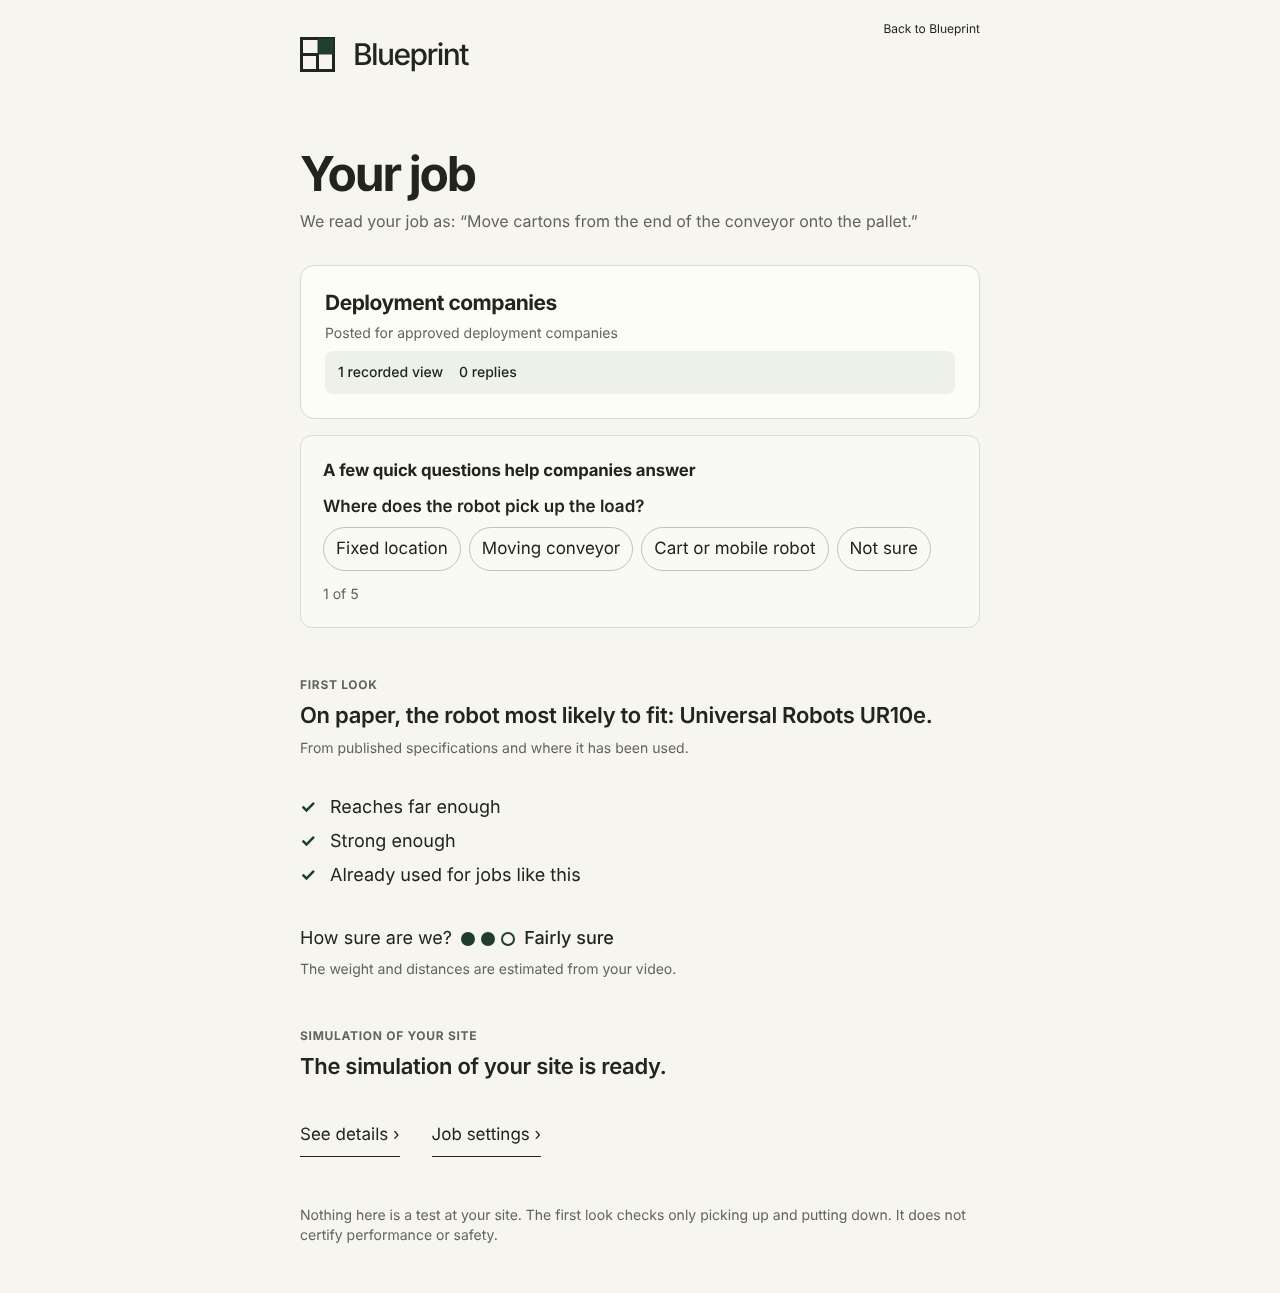 Back to Blueprint
Blueprint
Your job
We read your job as: “Move cartons from the end of the conveyor onto the pallet.”
Deployment companies
Posted for approved deployment companies
1 recorded view 0 replies
A few quick questions help companies answer
Where does the robot pick up the load?
Fixed location Moving conveyor Cart or mobile robot Not sure
1 of 5
FIRST LOOK
On paper, the robot most likely to fit: Universal Robots UR10e.
From published specifications and where it has been used.
Reaches far enough
Strong enough
Already used for jobs like this
How sure are we? Fairly sure
The weight and distances are estimated from your video.
SIMULATION OF YOUR SITE
The simulation of your site is ready.
See details › Job settings ›
Nothing here is a test at your site. The first look checks only picking up and putting down. It does not
certify performance or safety.